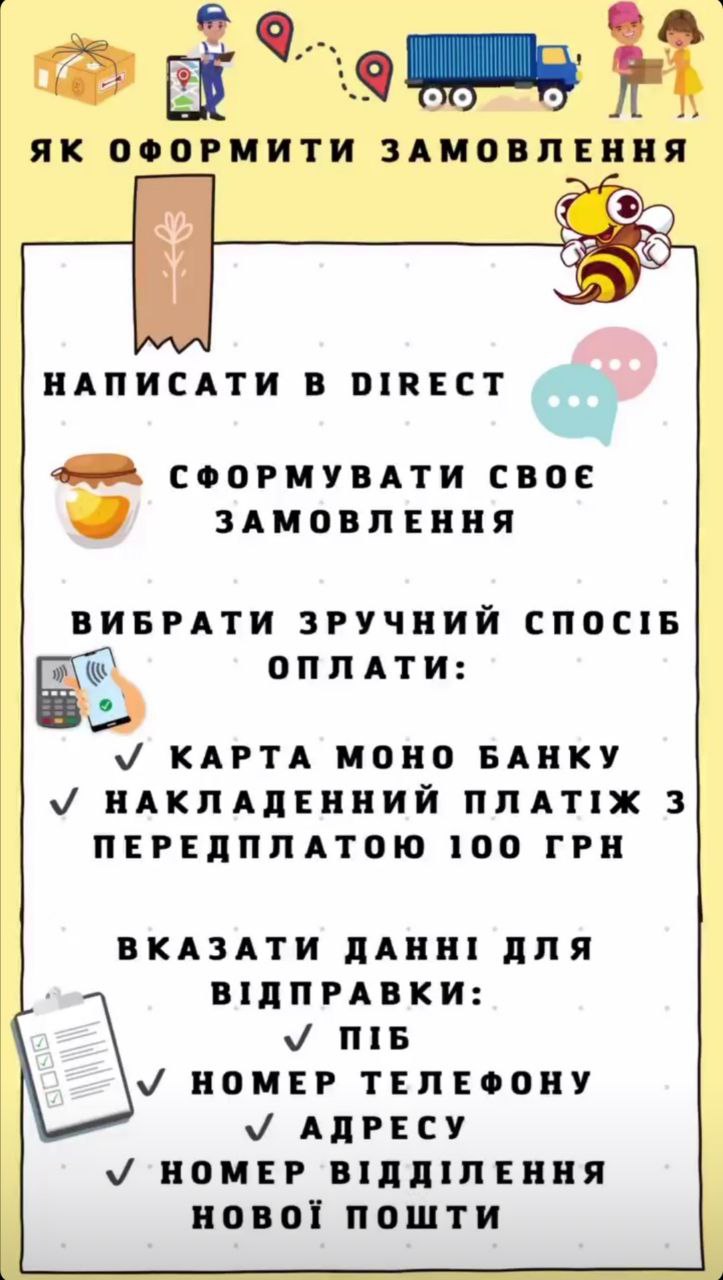 ЯК ОФОРМИТИ ЗАМОВЛЕННЯ
НАПИСАТИ В DIRECT
СФОРМУВАТИ СВОЄ
ЗАМОВЛЕННЯ
ВИБРАТИ ЗРУЧНИЙ СПОСІБ
ОПЛАТИ:
✓ КАРТА МОНО БАНКУ
✓ НАКЛАДЕННИЙ ПЛАТІЖ З
ПЕРЕДПЛАТОЮ 100 ГРН
ВКАЗАТИ ДАННІ ДЛЯ
ВІДПРАВКИ:
✓ ПІБ
✓ НОМЕР ТЕЛЕФОНУ
✓ АДРЕСУ
✓ НОМЕР ВІДДІЛЕННЯ
НОВОЇ ПОШТИ